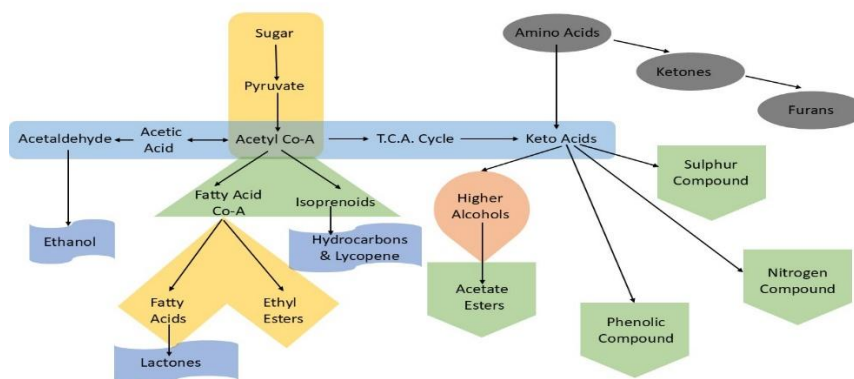 Sugar
Amino Acids
Pyruvate
Ketones
Furans
Acetaldehyde
Acetic
Acid
Acetyl Co-A
T.C.A. Cycle
Keto Acids
Sulphur
Compound
Fatty Acid
Co-A
Isoprenoids
Higher
Alcohols
Ethanol
Hydrocarbons
& Lycopene
Nitrogen
Compound
Fatty
Acids
Ethyl
Esters
Acetate
Esters
Phenolic
Compound
Lactones